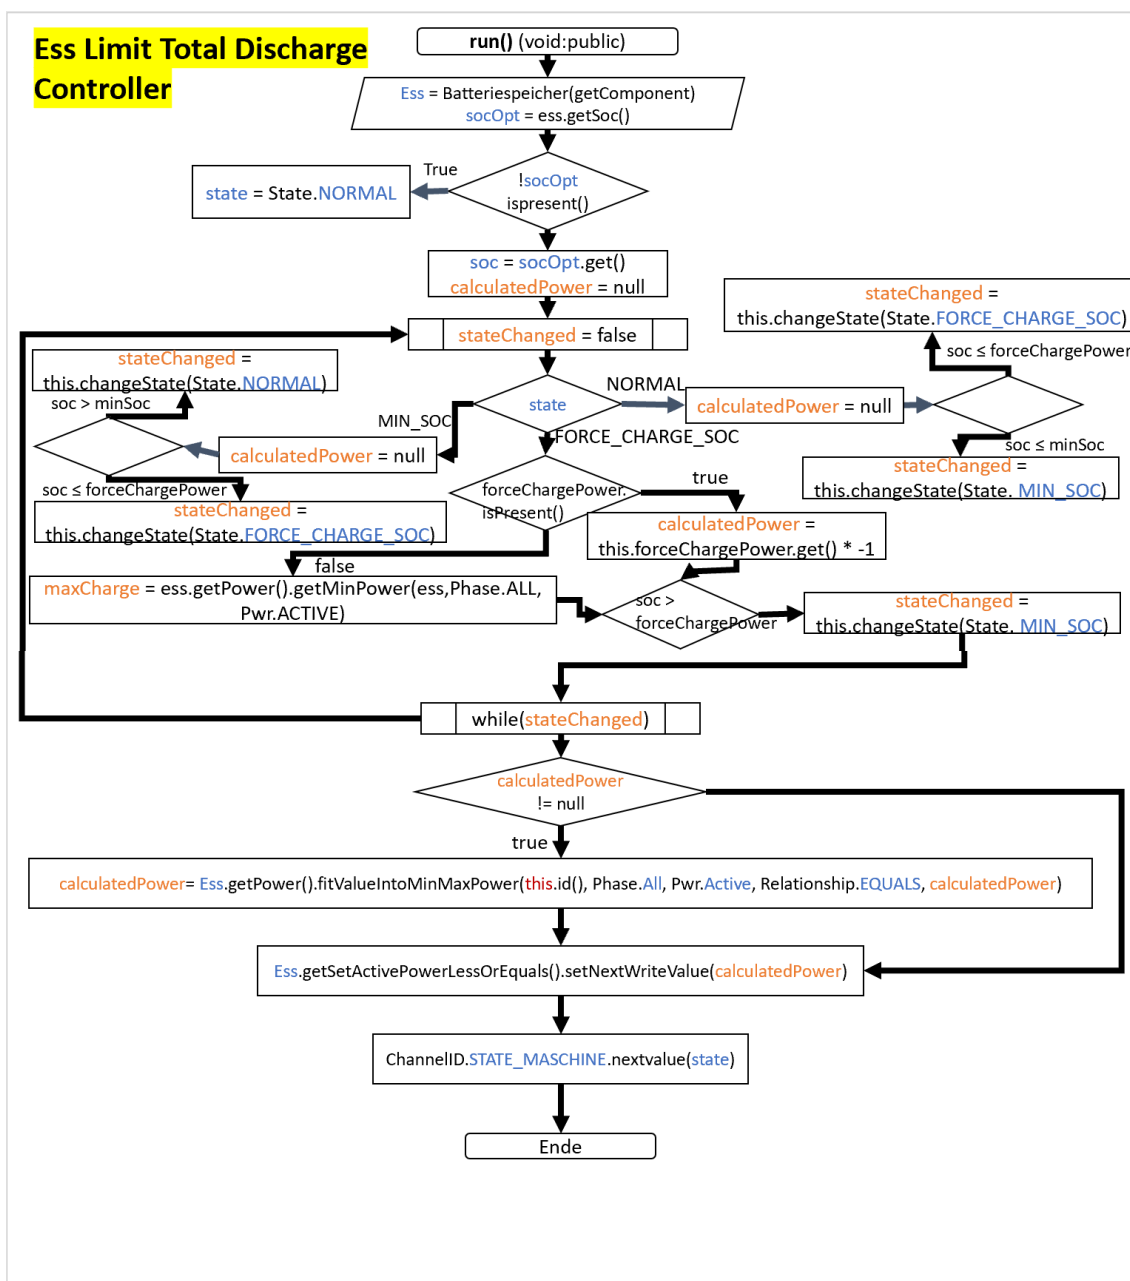 Ess Limit Total Discharge
Controller
run() (void:public)
Ess = Batteriespeicher(getComponent)
socOpt = ess.getSoc()
True
!socOpt
ispresent()
state = State.NORMAL
soc = socOpt.get()
calculatedPower = null
stateChanged =
this.changeState(State.FORCE_CHARGE_SOC)
stateChanged = false
soc ≤ forceChargePower
stateChanged =
this.changeState(State.NORMAL)
soc > minSoc
NORMAL
state
calculatedPower = null
MIN_SOC
FORCE_CHARGE_SOC
soc ≤ minSoc
calculatedPower = null
stateChanged =
this.changeState(State. MIN_SOC)
true
forceChargPower.
isPresent()
soc ≤ forceChargPower
stateChanged =
this.changeState(State.FORCE_CHARGE_SOC)
calculatedPower =
this.forceChargPower.get() * -1
false
maxCharge = ess.getPower().getMinPower(ess,Phase.ALL,
Pwr.ACTIVE)
soc >
forceChargePower
stateChanged =
this.changeState(State. MIN_SOC)
while(stateChanged)
calculatedPower
!= null
true
calculatedPower= Ess.getPower().fitValueIntoMinMaxPower(this.id(), Phase.All, Pwr.Active, Relationship.EQUALS, calculatedPower)
Ess.getSetActivePowerLessOrEquals().setNextWriteValue(calculatedPower)
ChannelID.STATE_MASCHINE.nextvalue(state)
Ende